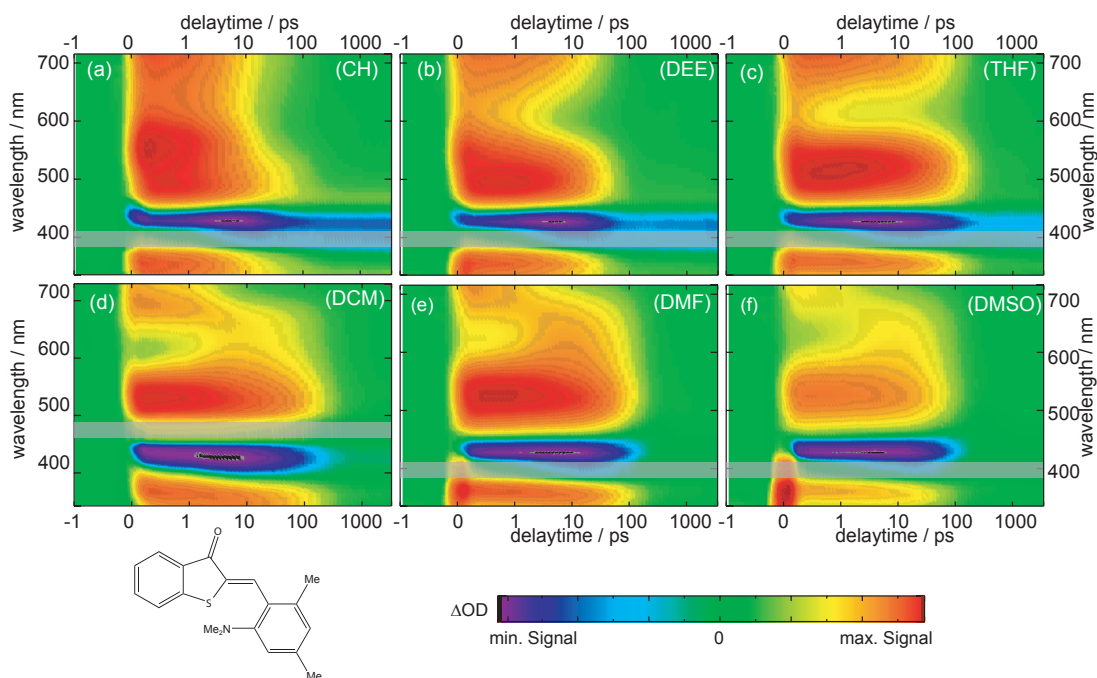 delaytime / ps delaytime / ps delaytime / ps
-1 0 1 10 100 1000 -1 0 1 10 100 1000 -1 0 1 10 100 1000
(a) (CH) (b) (DEE) (c) (THF)
700 600 500 400
wavelength / nm
700 600 500 400
wavelength / nm
(d) (DCM) (e) (DMF) (f) (DMSO)
700 600 500 400
wavelength / nm
700 600 500 400
wavelength / nm
-1 0 1 10 100 1000 -1 0 1 10 100 1000 -1 0 1 10 100 1000
delaytime / ps delaytime / ps delaytime / ps
O
Me
S
Me₂N
Me
ΔOD
min. Signal 0 max. Signal